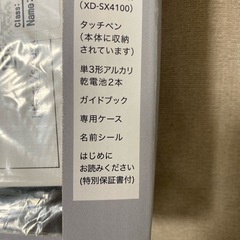 Class:
Name
(XD-SX4100)
タッチペン
(本体に収納
されています)
単3形アルカリ
乾電池2本
ガイドブック
専用ケース
名前シール
はじめに
お読みください
(特別保証書付)